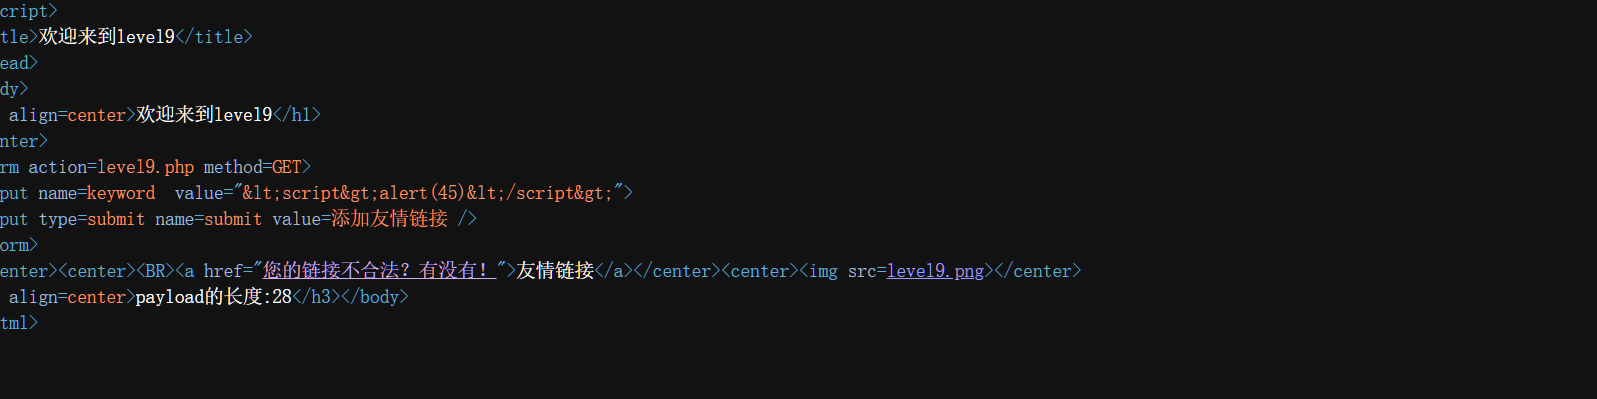 cript>
tle>欢迎来到level9</title>
ead>
dy>
 align=center>欢迎来到level9</h1>
nter>
rm action=level9.php method=GET>
put name=keyword  value="&lt;script&gt;alert(45)&lt;/script&gt;">
put type=submit name=submit value=添加友情链接 />
orm>
enter><center><BR><a href="您的链接不合法？有没有！">友情链接</a></center><center><img src=level9.png></center>
 align=center>payload的长度:28</h3></body>
tml>